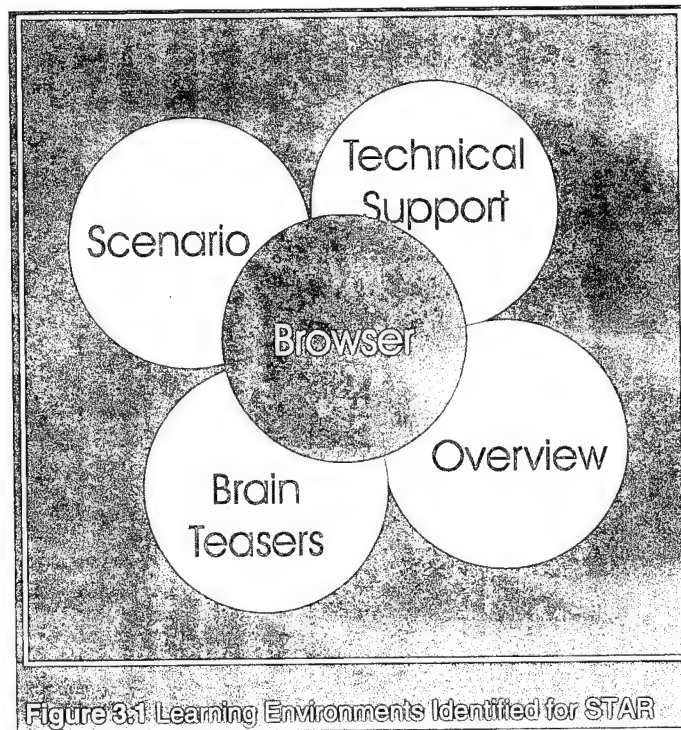 Technical
Support
Scenario
Browser
Overview
Brain
Teasers
Figure 3.1 Learning Environments Identified for STAR